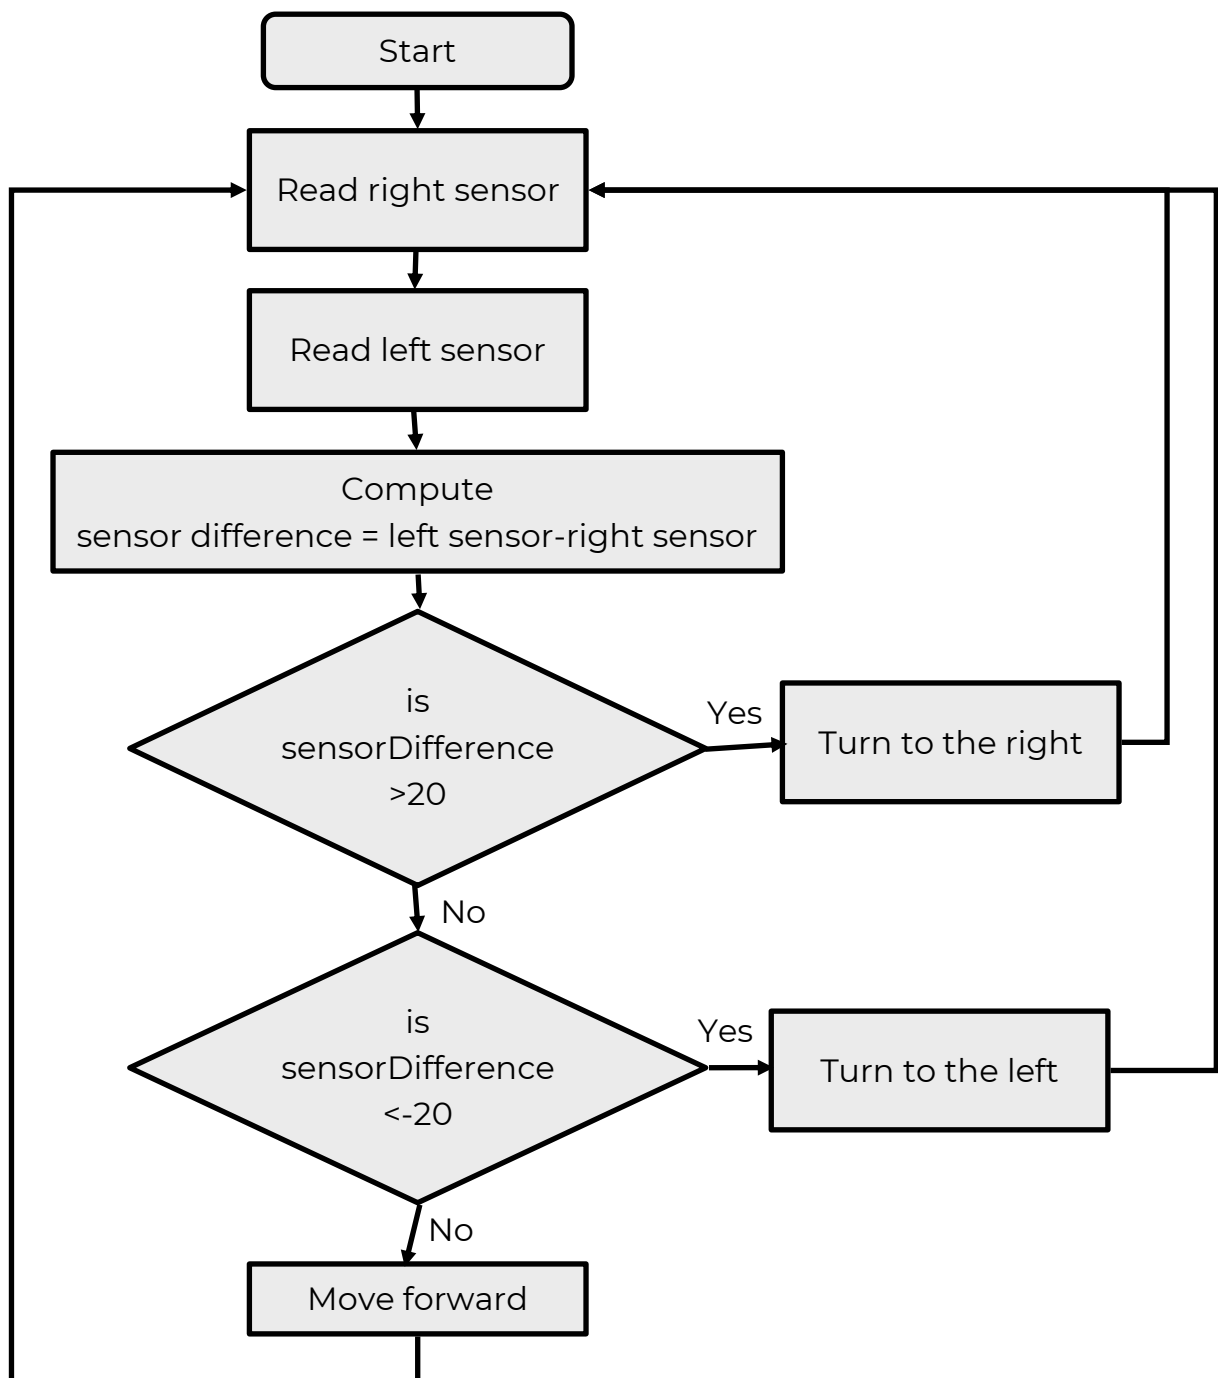 Start
Read right sensor
Read left sensor
Compute
sensor difference = left sensor-right sensor
is
sensorDifference
>20
Yes
Turn to the right
No
is
sensorDifference
<-20
Yes
Turn to the left
No
Move forward